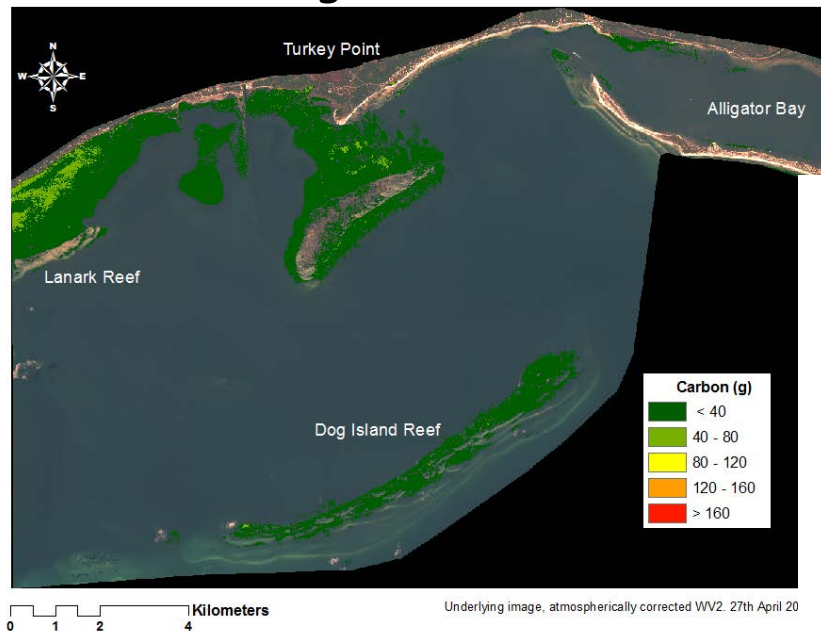 N
W E
S
Turkey Point
Alligator Bay
Lanark Reef
Dog Island Reef
Carbon (g)
< 40
40 - 80
80 - 120
120 - 160
> 160
Kilometers
0 1 2 4
Underlying image, atmospherically corrected WV2. 27th April 20